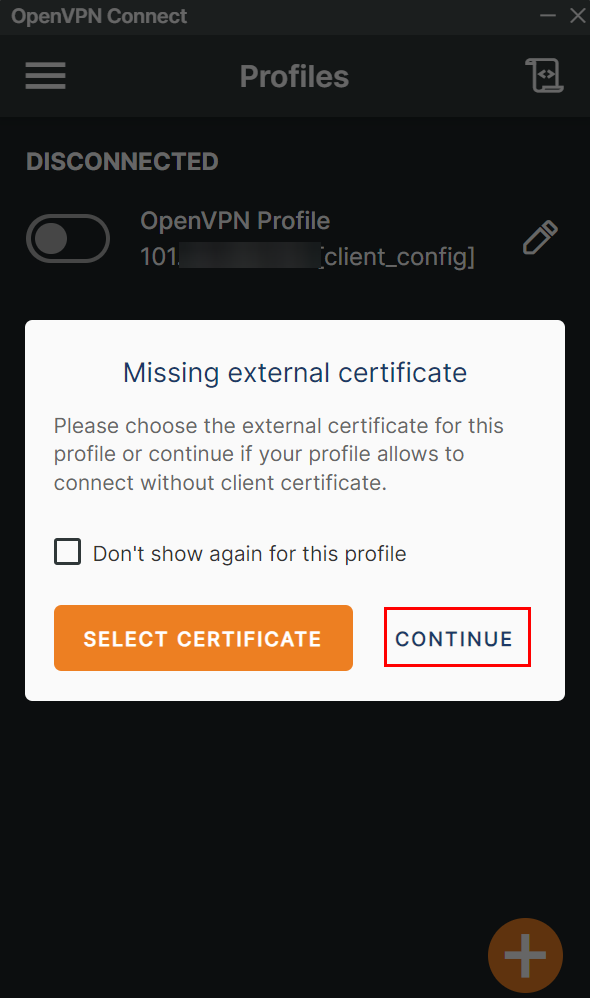 OpenVPN Connect
Profiles
DISCONNECTED
OpenVPN Profile
101. [client_config]
Missing external certificate
Please choose the external certificate for this
profile or continue if your profile allows to
connect without client certificate.
Don't show again for this profile
SELECT CERTIFICATE
CONTINUE